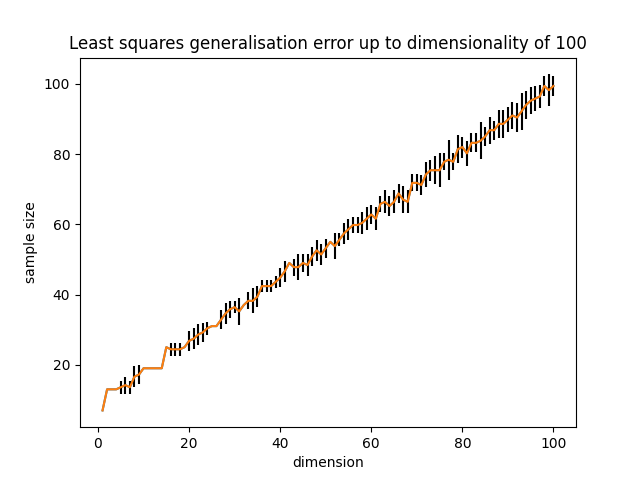 Least squares generalisation error up to dimensionality of 100
100
80
60
40
20
sample size
0 20 40 60 80 100
dimension